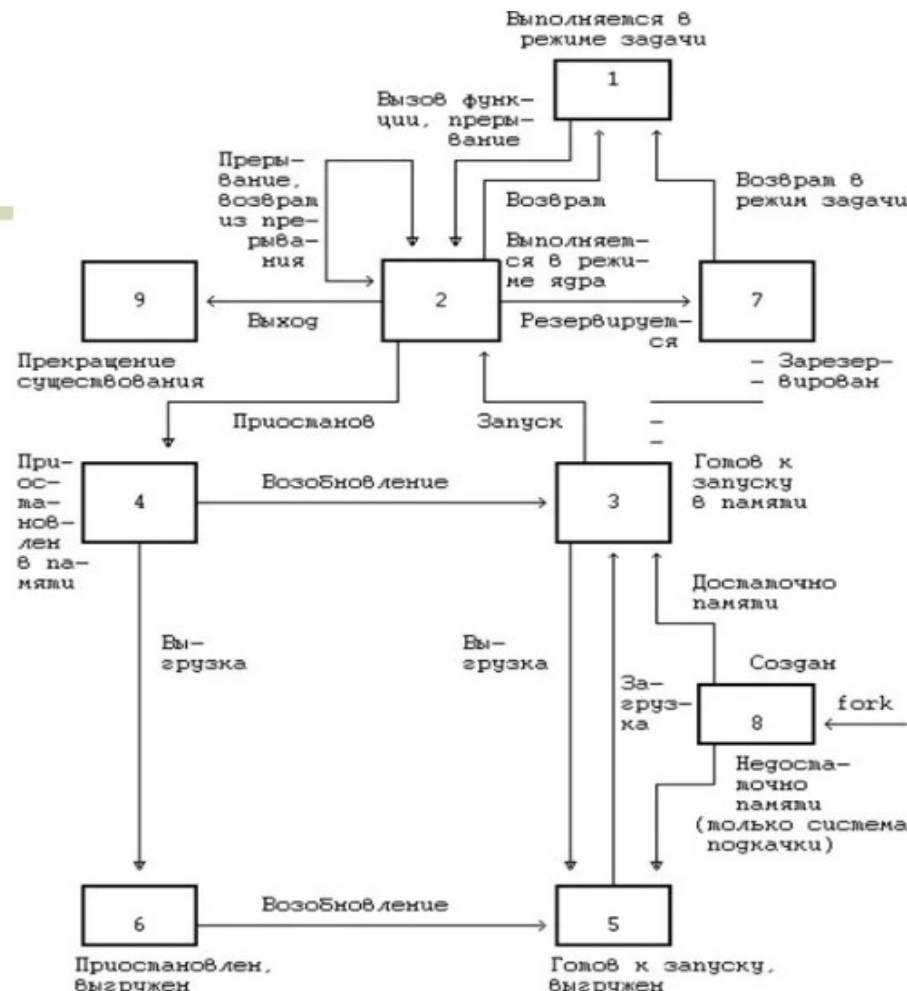 Выполняется в
режиме задачи
1
Вызов функ-
ции, преры-
вание
Преры-
вание,
возврат
из пре-
рыва-
ния
Возврат
Возврат в
режим задачи
Выполняет-
ся в режи-
ме ядра
9
2
7
Выход
Резервирует-
ся
Прекращение
существования
- Зарезер-
- вирован
-
-
Приостанов
Запуск
При-
ос-
та-
нов-
лен
в па-
мяти
4
Возобновление
3
Готов к
запуску
в памяти
Достаточно
памяти
Вы-
грузка
Вы-
грузка
За-
груз-
ка
Создан
8
fork
Недоста-
точно
памяти
(только система
подкачки)
6
Возобновление
5
Приостановлен,
выгружен
Готов к запуску,
выгружен